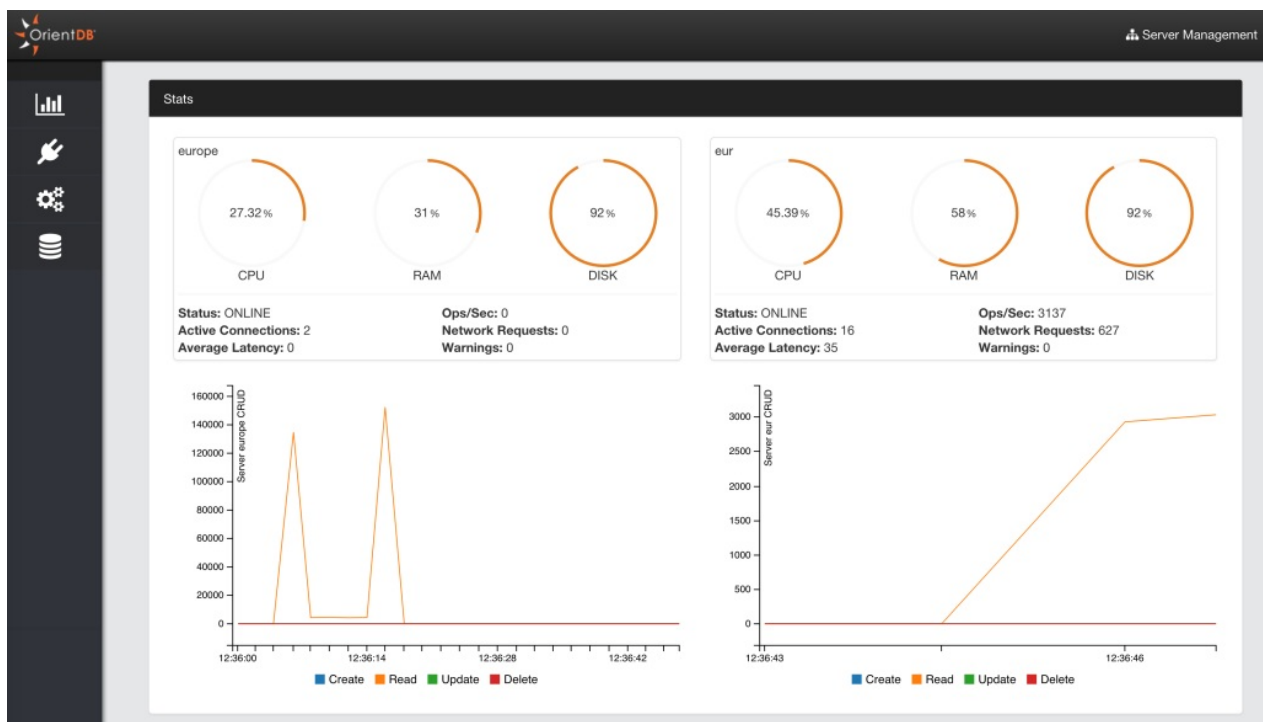 OrientDB
Server Management
Stats
europe
27.32 %
31 %
92 %
CPU
RAM
DISK
Status: ONLINE
Ops/Sec: 0
Active Connections: 2
Network Requests: 0
Average Latency: 0
Warnings: 0
eur
45.39 %
58 %
92 %
CPU
RAM
DISK
Status: ONLINE
Ops/Sec: 3137
Active Connections: 16
Network Requests: 627
Average Latency: 35
Warnings: 0
Server europe CRUD
160000
140000
120000
100000
80000
60000
40000
20000
0
12:36:00 12:36:14 12:36:28 12:36:42
Create Read Update Delete
Server eur CRUD
3000
2500
2000
1500
1000
500
0
12:36:43 12:36:46
Create Read Update Delete